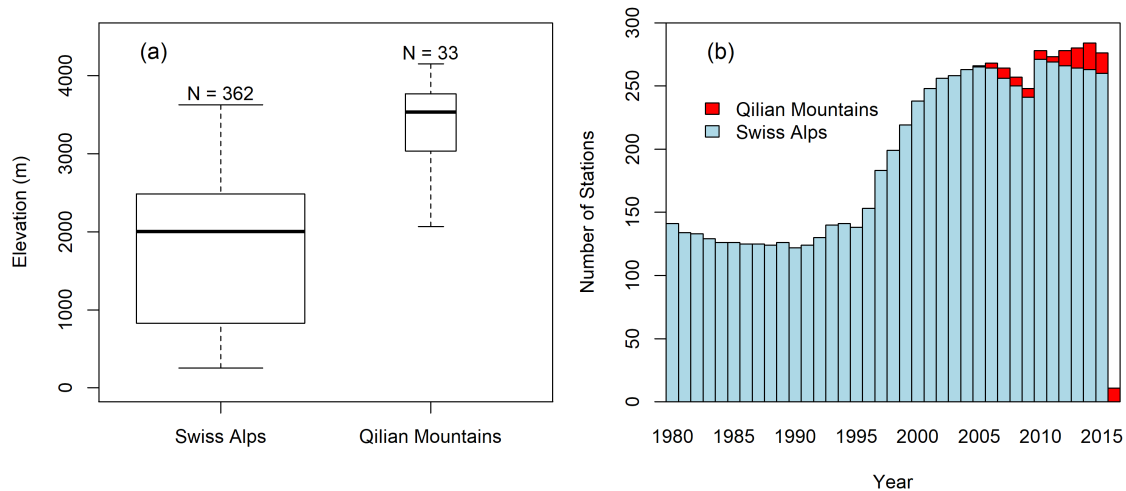 (a)
N = 362
N = 33
Elevation (m)
4000
3000
2000
1000
0
Swiss Alps
Qilian Mountains
(b)
Qilian Mountains
Swiss Alps
Number of Stations
300
250
200
150
100
50
0
1980
1985
1990
1995
2000
2005
2010
2015
Year